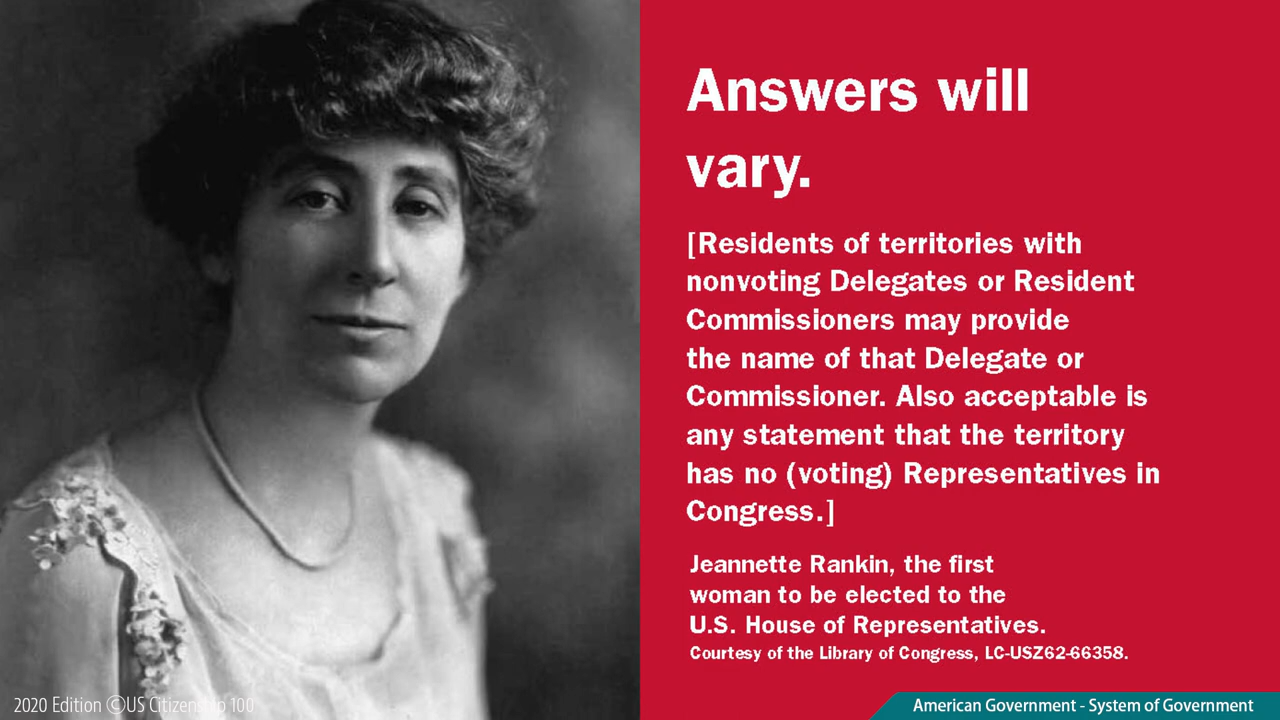 Answers will
vary.
[Residents of territories with
nonvoting Delegates or Resident
Commissioners may provide
the name of that Delegate or
Commissioner. Also acceptable is
any statement that the territory
has no (voting) Representatives in
Congress.]
Jeannette Rankin, the first
woman to be elected to the
U.S. House of Representatives.
Courtesy of the Library of Congress, LC-USZ62-66358.
2020 Edition ©US Citizenship 100
American Government - System of Government